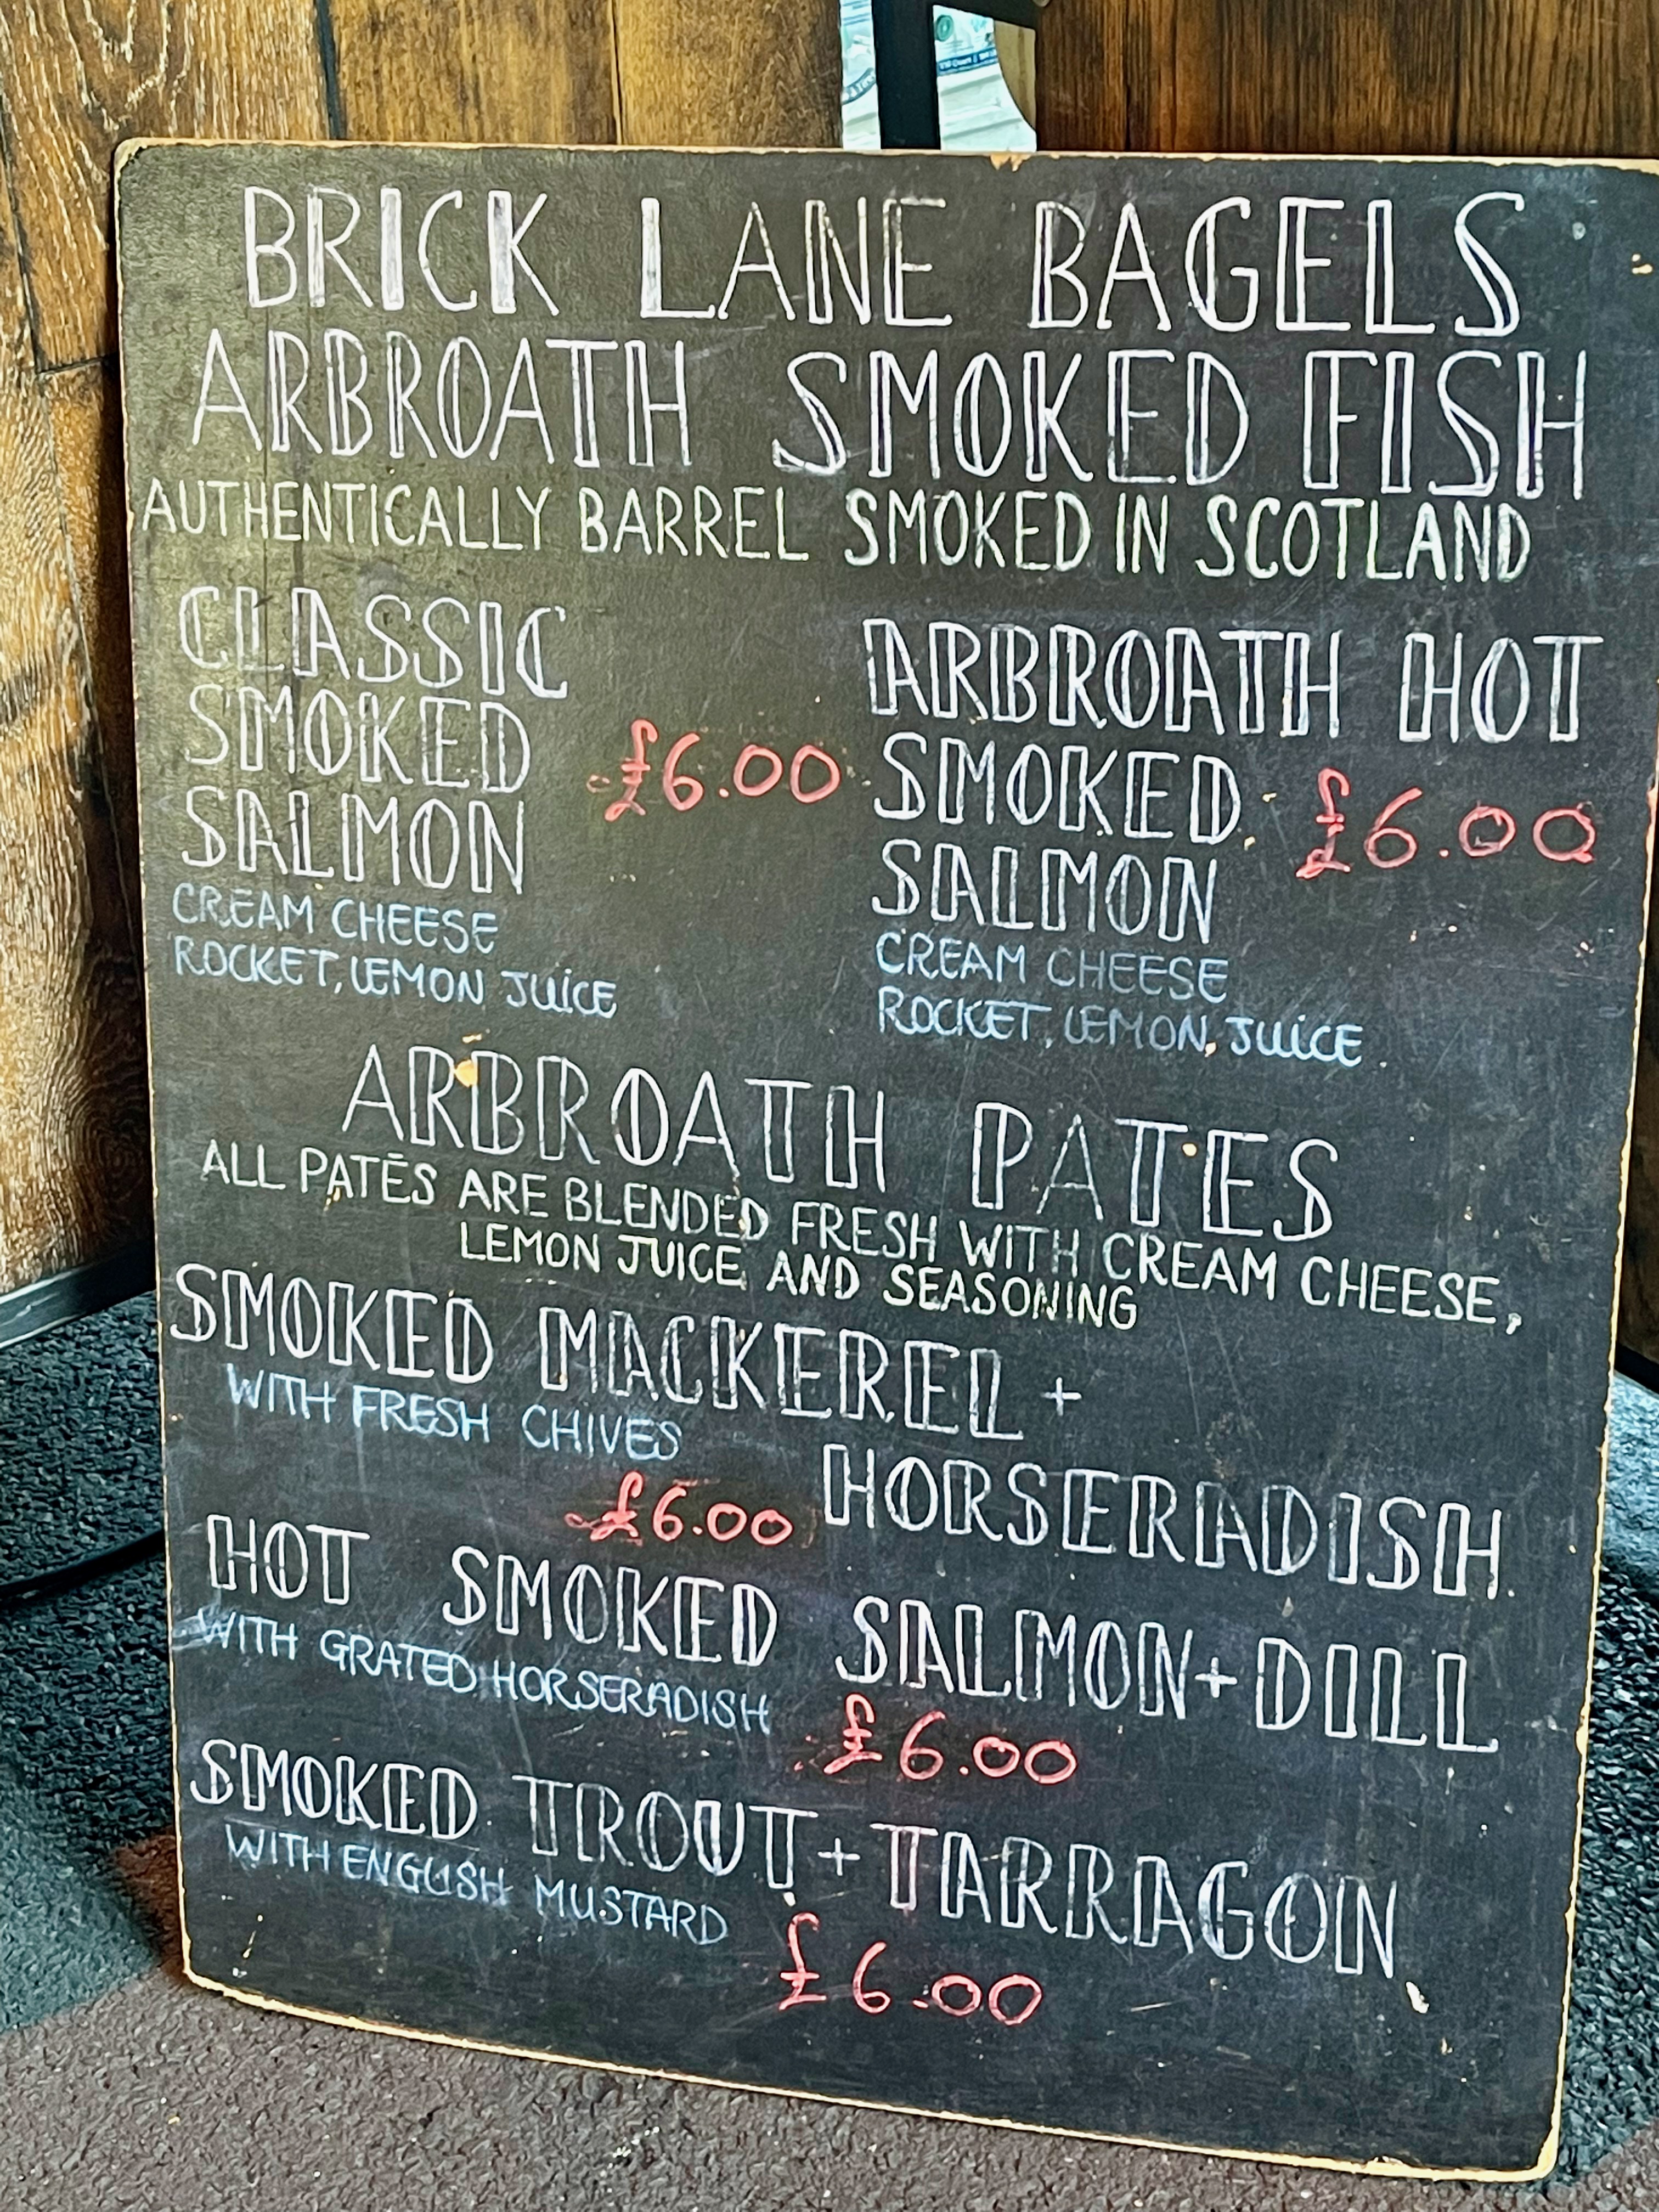 BRICK LANE BAGELS
ARBROATH SMOKED FISH
AUTHENTICALLY BARREL SMOKED IN SCOTLAND
CLASSIC
SMOKED
SALMON
£6.00
CREAM CHEESE
ROCKET, LEMON JUICE
ARBROATH HOT
SMOKED
SALMON
£6.00
CREAM CHEESE
ROCKET, LEMON JUICE
ARBROATH PATES
ALL PATĒS ARE BLENDED FRESH WITH CREAM CHEESE,
LEMON JUICE AND SEASONING
SMOKED MACKEREL +
HORSERADISH
WITH FRESH CHIVES
£6.00
HOT SMOKED SALMON + DILL
WITH GRATED HORSERADISH
£6.00
SMOKED TROUT + TARRAGON
WITH ENGLISH MUSTARD
£6.00